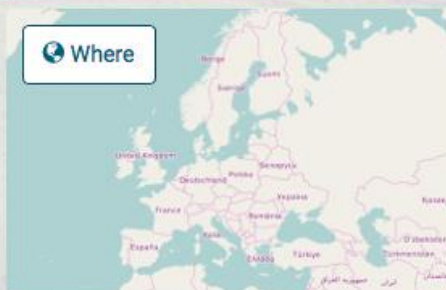 Where
Norge
Suomi
Sverige
United Kingdom
Беларусь
Polska
Deutschland
Україна
France
România
Italia
España
Türkiye
Ελλάδα